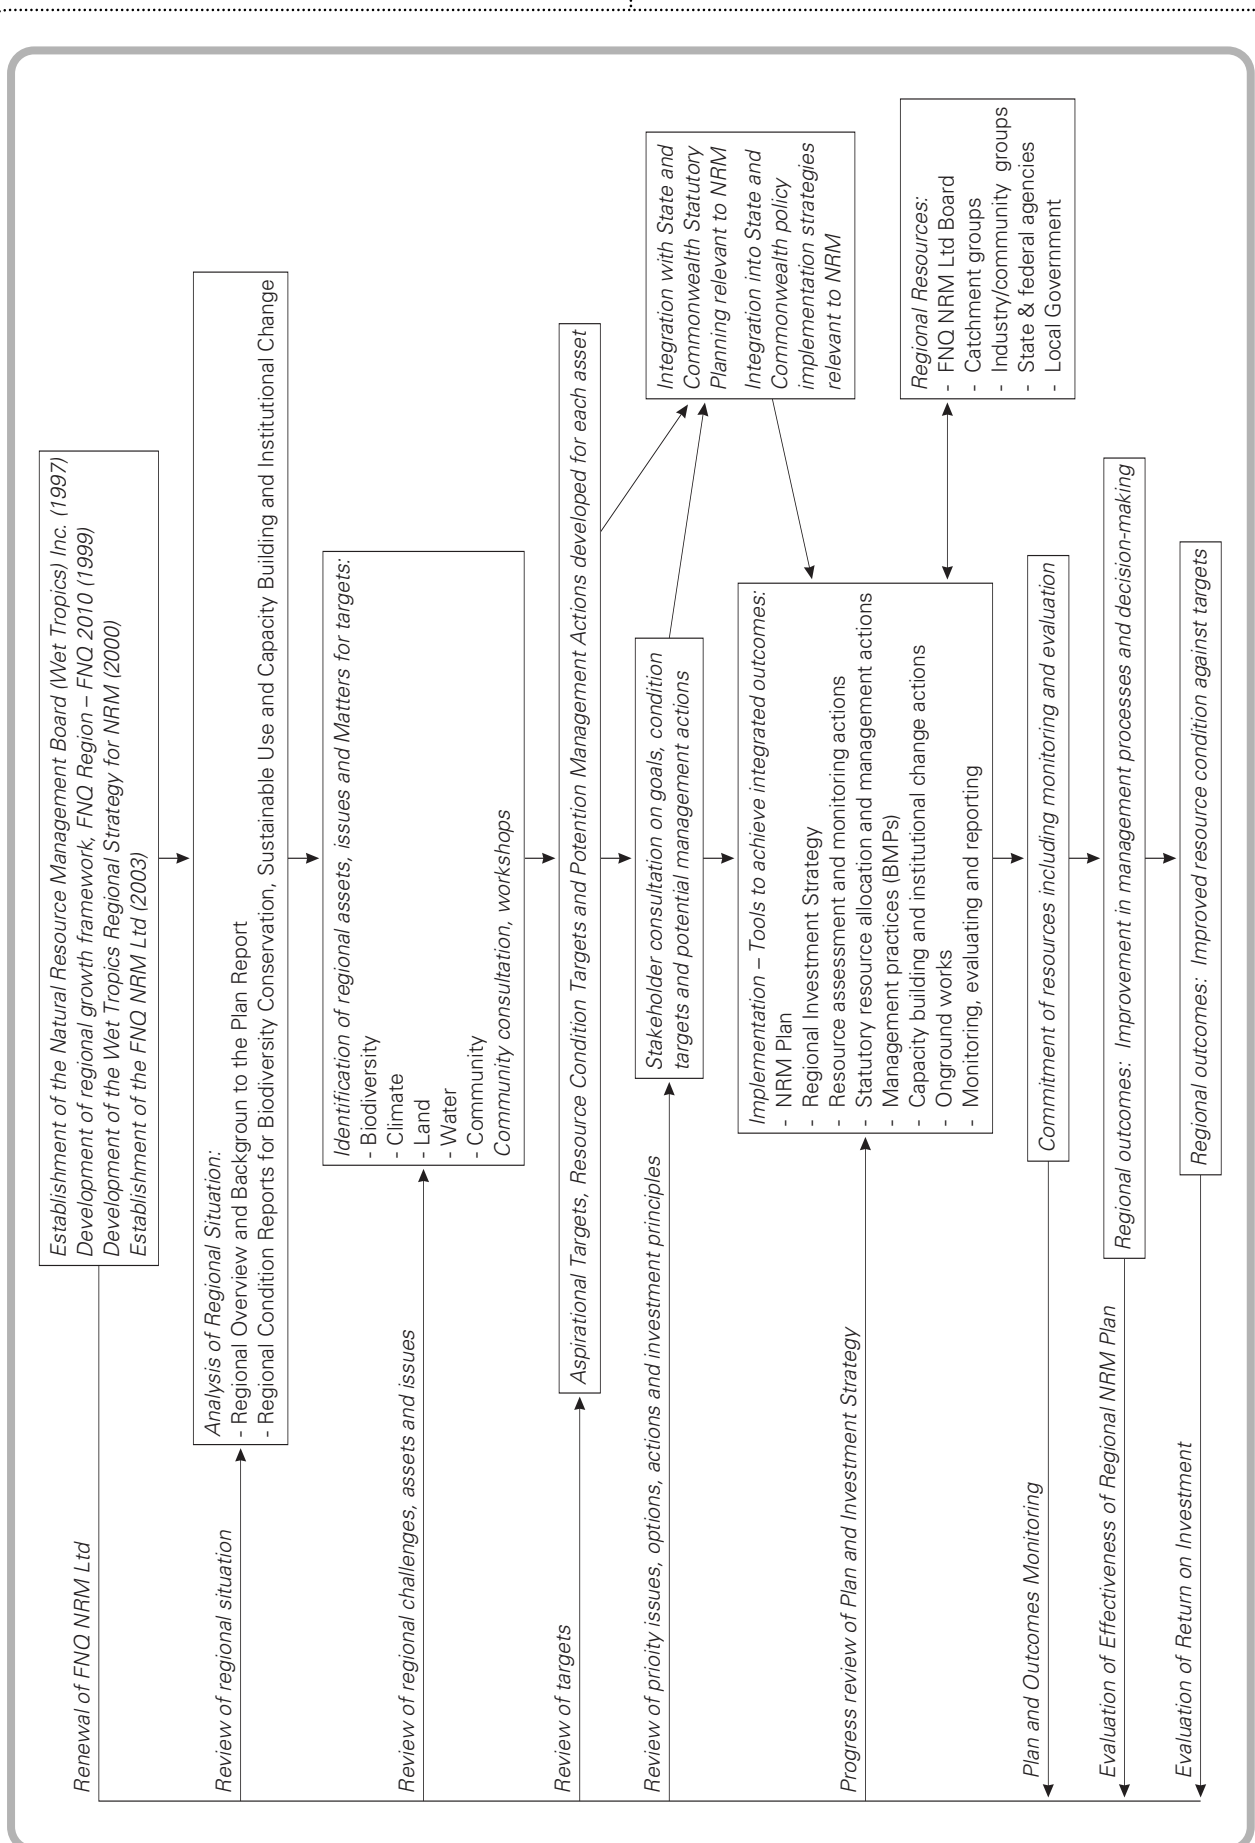 Establishment of the Natural Resource Management Board (Wet Tropics) Inc. (1997)
Development of regional growth framework, FNQ Region – FNQ 2010 (1999)
Development of the Wet Tropics Regional Strategy for NRM (2000)
Establishment of the FNQ NRM Ltd (2003)
Renewal of FNQ NRM Ltd
Analysis of Regional Situation:
- Regional Overview and Backgroun to the Plan Report
- Regional Condition Reports for Biodiversity Conservation, Sustainable Use and Capacity Building and Institutional Change
Review of regional situation
Identification of regional assets, issues and Matters for targets:
- Biodiversity
- Climate
- Land
- Water
- Community
Community consultation, workshops
Review of regional challenges, assets and issues
Aspirational Targets, Resource Condition Targets and Potention Management Actions developed for each asset
Review of targets
Stakeholder consultation on goals, condition
targets and potential management actions
Review of prioity issues, options, actions and investment principles
Integration with State and
Commonwealth Statutory
Planning relevant to NRM
Integration into State and
Commonwealth policy
implementation strategies
relevant to NRM
Implementation – Tools to achieve integrated outcomes:
- NRM Plan
- Regional Investment Strategy
- Resource assessment and monitoring actions
- Statutory resource allocation and management actions
- Management practices (BMPs)
- Capacity building and institutional change actions
- Onground works
- Monitoring, evaluating and reporting
Progress review of Plan and Investment Strategy
Regional Resources:
- FNQ NRM Ltd Board
- Catchment groups
- Industry/community groups
- State & federal agencies
- Local Government
Commitment of resources including monitoring and evaluation
Plan and Outcomes Monitoring
Regional outcomes: Improvement in management processes and decision-making
Evaluation of Effectiveness of Regional NRM Plan
Regional outcomes: Improved resource condition against targets
Evaluation of Return on Investment